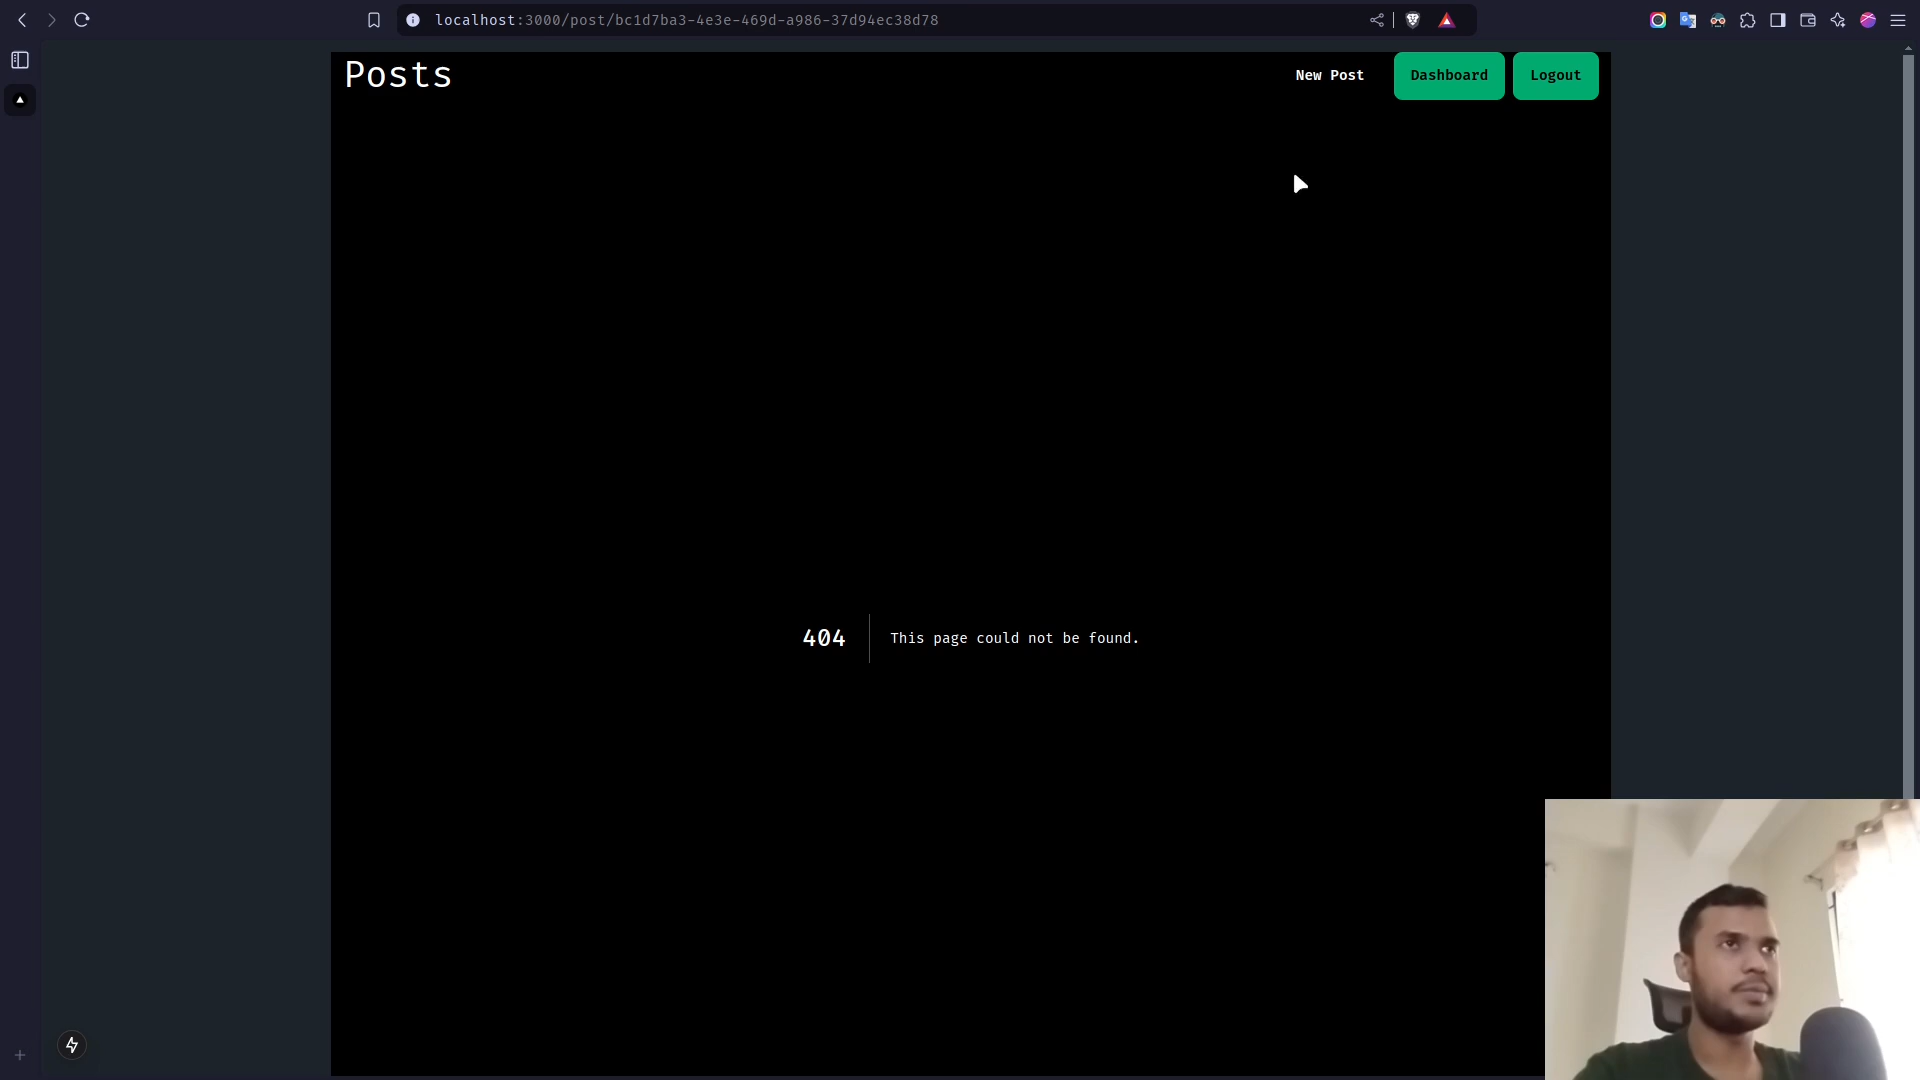 localhost:3000/post/bc1d7ba3-4e3e-469d-a986-37d94ec38d78
Posts
New Post
Dashboard
Logout
404
This page could not be found.